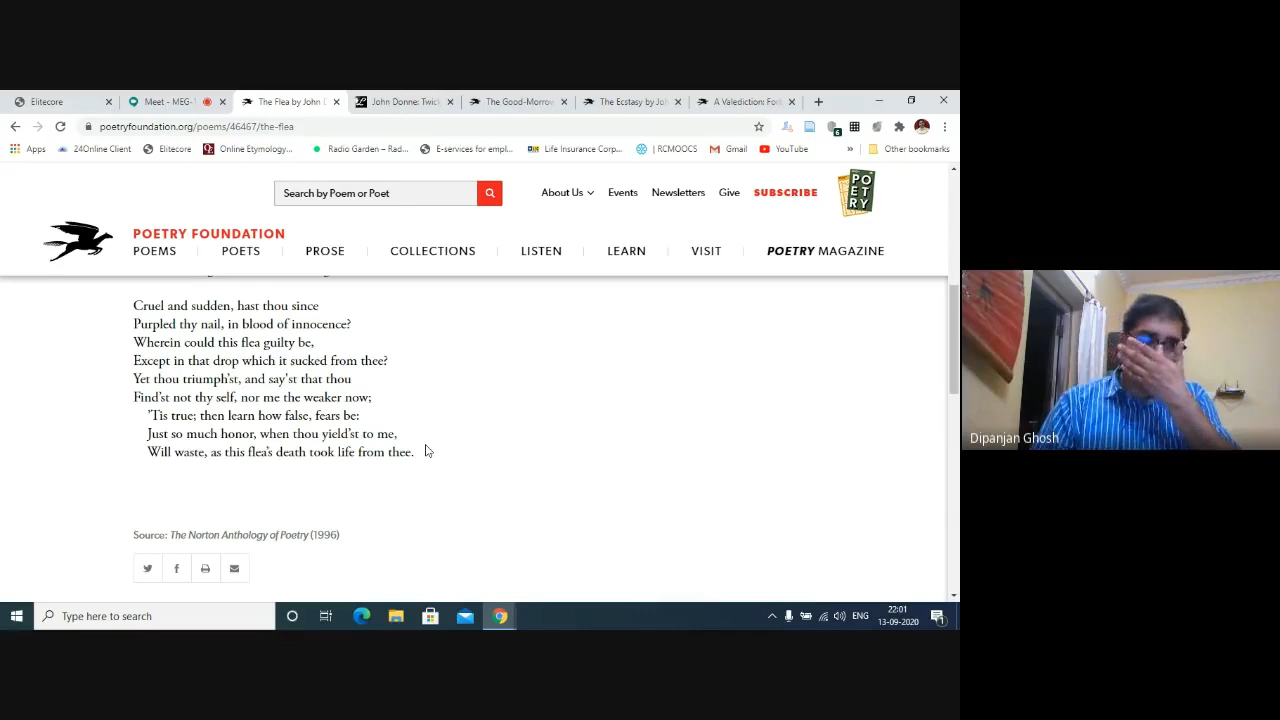 Elitecore
Meet - MEG-
The Flea by John D
John Donne: Twick
The Good-Morrow
The Ecstasy by Joh
A Valediction: Forb
poetryfoundation.org/poems/46467/the-flea
6
Apps
24Online Client
Elitecore
Online Etymology...
Radio Garden – Rad...
E-services for empl...
Life Insurance Corp...
| RCMOOCS
Gmail
YouTube
»
Other bookmarks
Search by Poem or Poet
About Us
Events
Newsletters
Give
SUBSCRIBE
PO
ET
RY
POETRY FOUNDATION
POEMS
POETS
PROSE
COLLECTIONS
LISTEN
LEARN
VISIT
POETRY MAGAZINE
Cruel and sudden, hast thou since
Purpled thy nail, in blood of innocence?
Wherein could this flea guilty be,
Except in that drop which it sucked from thee?
Yet thou triumph'st, and say'st that thou
Find'st not thy self, nor me the weaker now;
'Tis true; then learn how false, fears be:
Just so much honor, when thou yield'st to me,
Will waste, as this flea's death took life from thee.
Source: The Norton Anthology of Poetry (1996)
Dipanjan Ghosh
Type here to search
ENG
22:01
13-09-2020
1